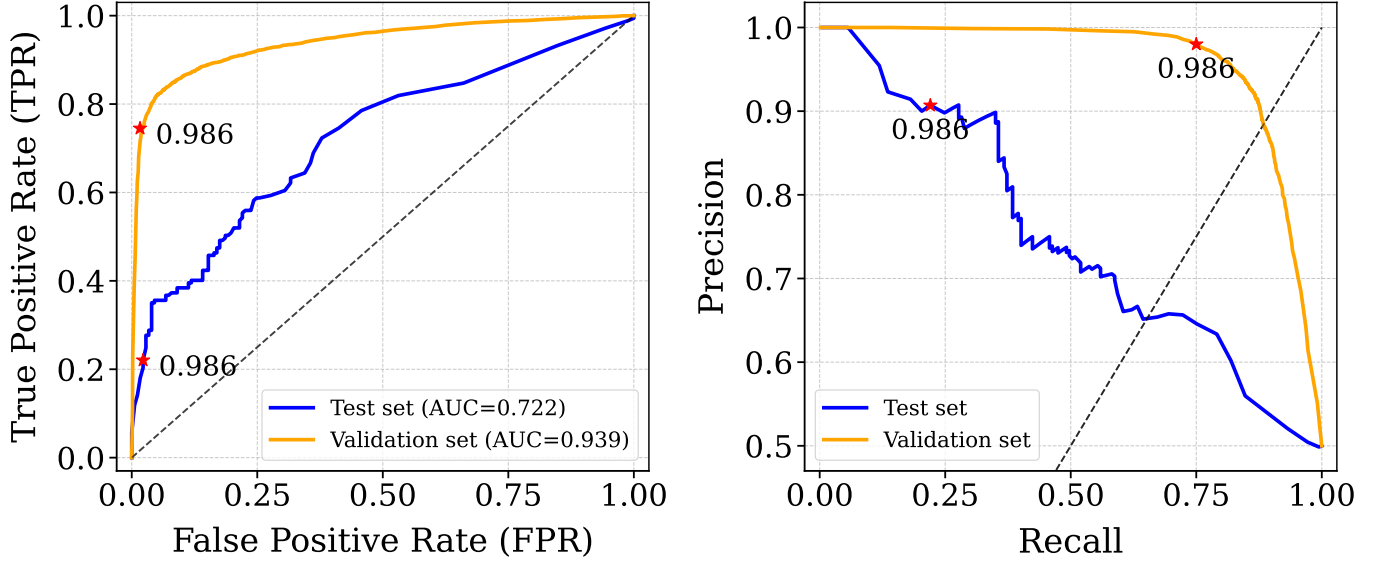 True Positive Rate (TPR)
1.0
0.8
0.6
0.4
0.2
0.0
0.986
0.986
Test set (AUC=0.722)
Validation set (AUC=0.939)
0.00 0.25 0.50 0.75 1.00
False Positive Rate (FPR)
Precision
1.0
0.9
0.8
0.7
0.6
0.5
0.986
0.986
Test set
Validation set
0.00 0.25 0.50 0.75 1.00
Recall